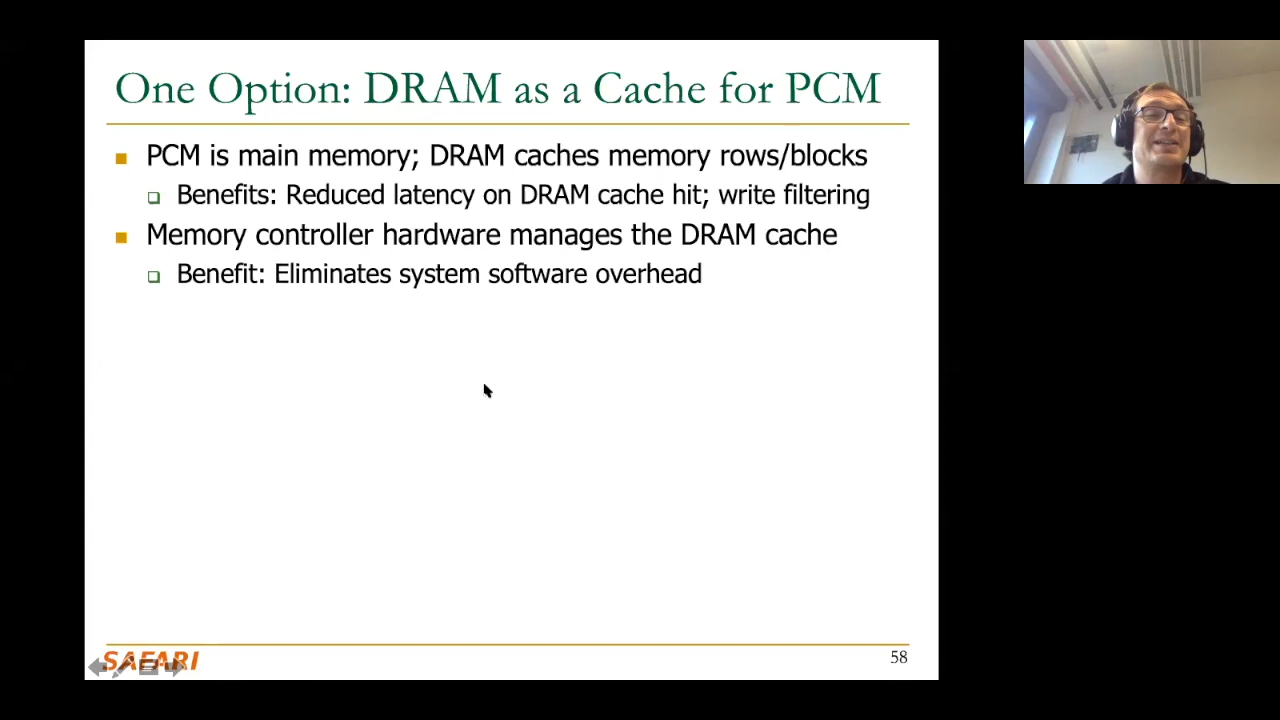 One Option: DRAM as a Cache for PCM
PCM is main memory; DRAM caches memory rows/blocks
Benefits: Reduced latency on DRAM cache hit; write filtering
Memory controller hardware manages the DRAM cache
Benefit: Eliminates system software overhead
SAFARI
58